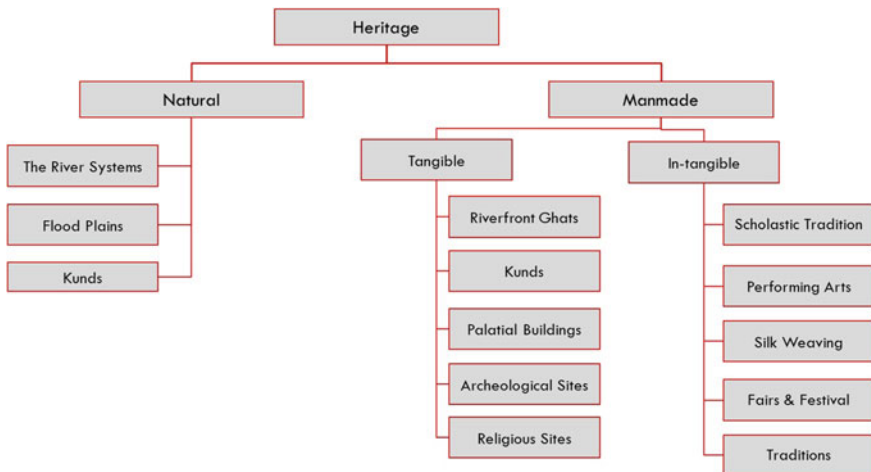 Heritage
Natural
Manmade
The River Systems
Flood Plains
Kunds
Tangible
Riverfront Ghats
Kunds
Palatial Buildings
Archeological Sites
Religious Sites
In-tangible
Scholastic Tradition
Performing Arts
Silk Weaving
Fairs & Festival
Traditions